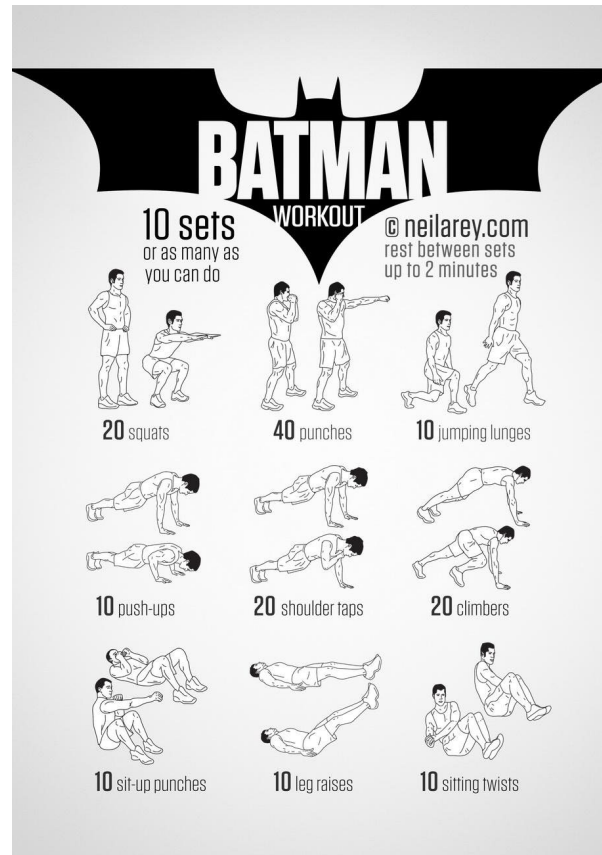 BATMAN
WORKOUT
10 sets
or as many as
you can do
© neilarey.com
rest between sets
up to 2 minutes
20 squats
40 punches
10 jumping lunges
10 push-ups
20 shoulder taps
20 climbers
10 sit-up punches
10 leg raises
10 sitting twists